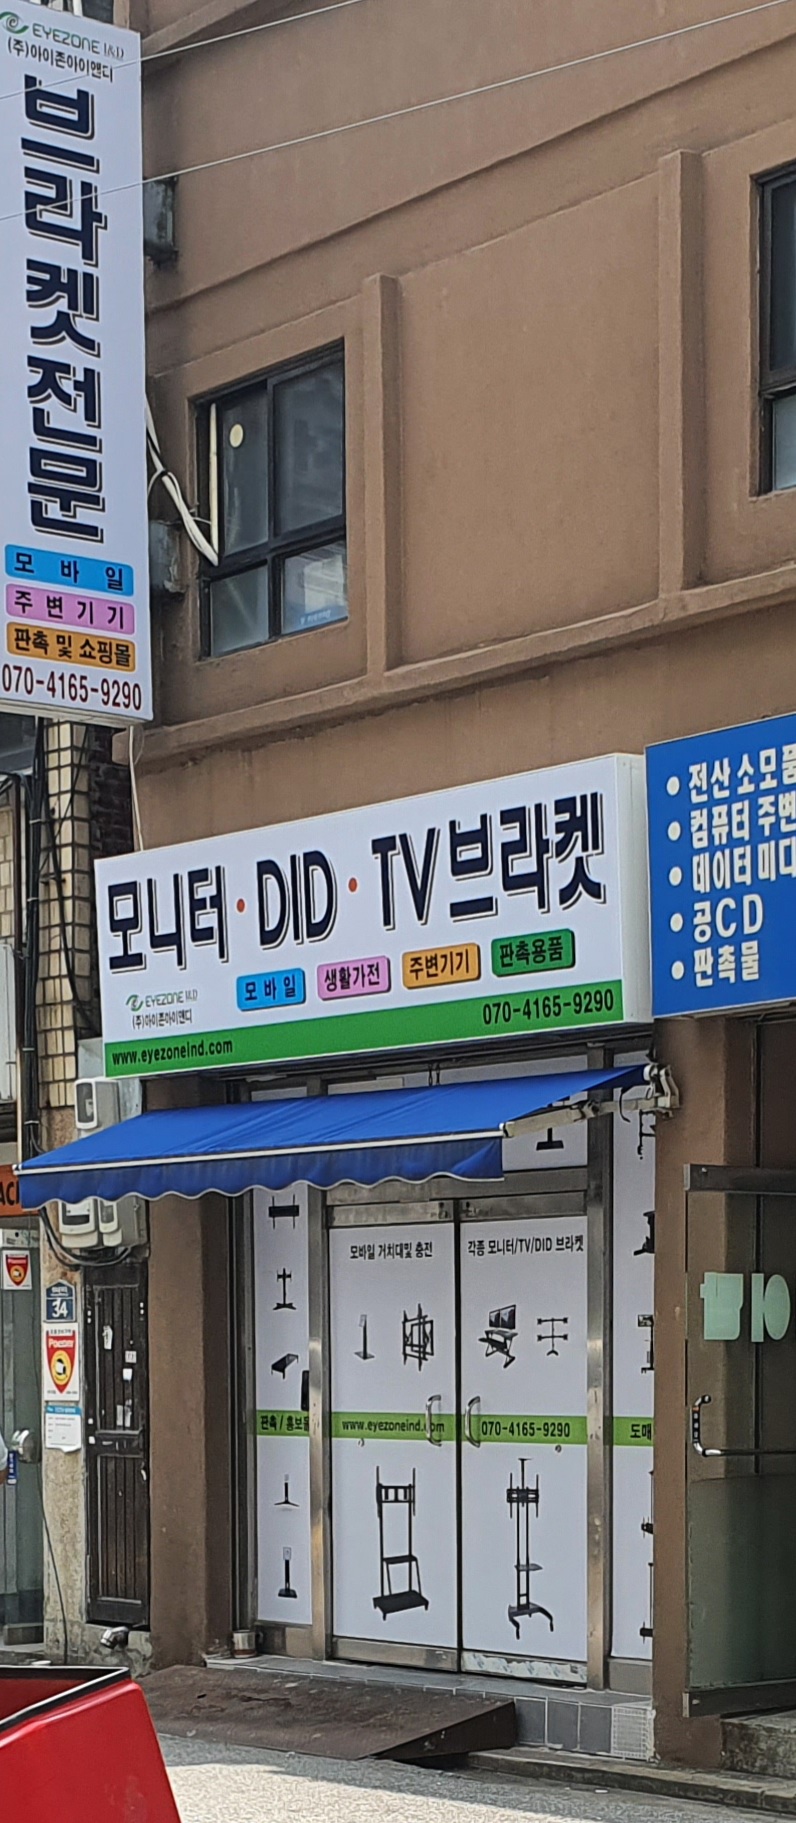 EYEZONE I&D
(주)아이존아이앤디
브라켓전문
모바일
주변기기
판촉 및 쇼핑몰
070-4165-9290
모니터·DID·TV브라켓
모바일 생활가전 주변기기 판촉용품
EYEZONE I&D
(주)아이존아이앤디
www.eyezoneind.com 070-4165-9290
• 전산 소모품
• 컴퓨터 주변
• 데이터 미디
• 공CD
• 판촉물
모바일 거치대및 충전
각종 모니터/TV/DID 브라켓
판촉 / 홍보물
www.eyezoneind.com
070-4165-9290
도매
34